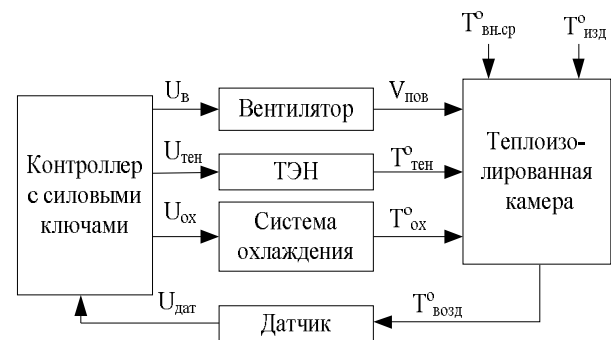 T°вн.ср
T°изд
Uв
Вентилятор
Vпов
Контроллер
с силовыми
ключами
Uтен
ТЭН
T°тен
Теплоизо-
лированная
камера
Uох
Система
охлаждения
T°ох
Uдат
Датчик
T°возд